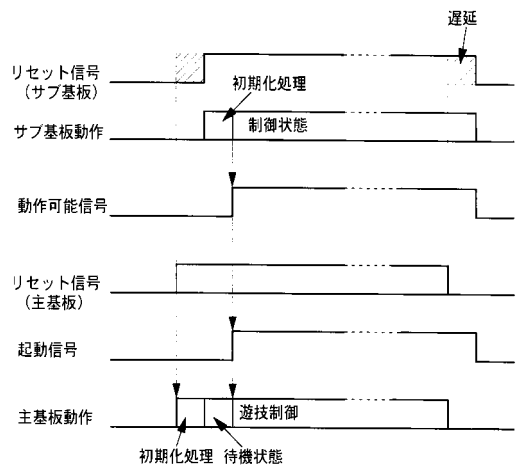 遅延
リセット信号
（サブ基板）
初期化処理
サブ基板動作
制御状態
動作可能信号
リセット信号
（主基板）
起動信号
主基板動作
遊技制御
初期化処理 待機状態